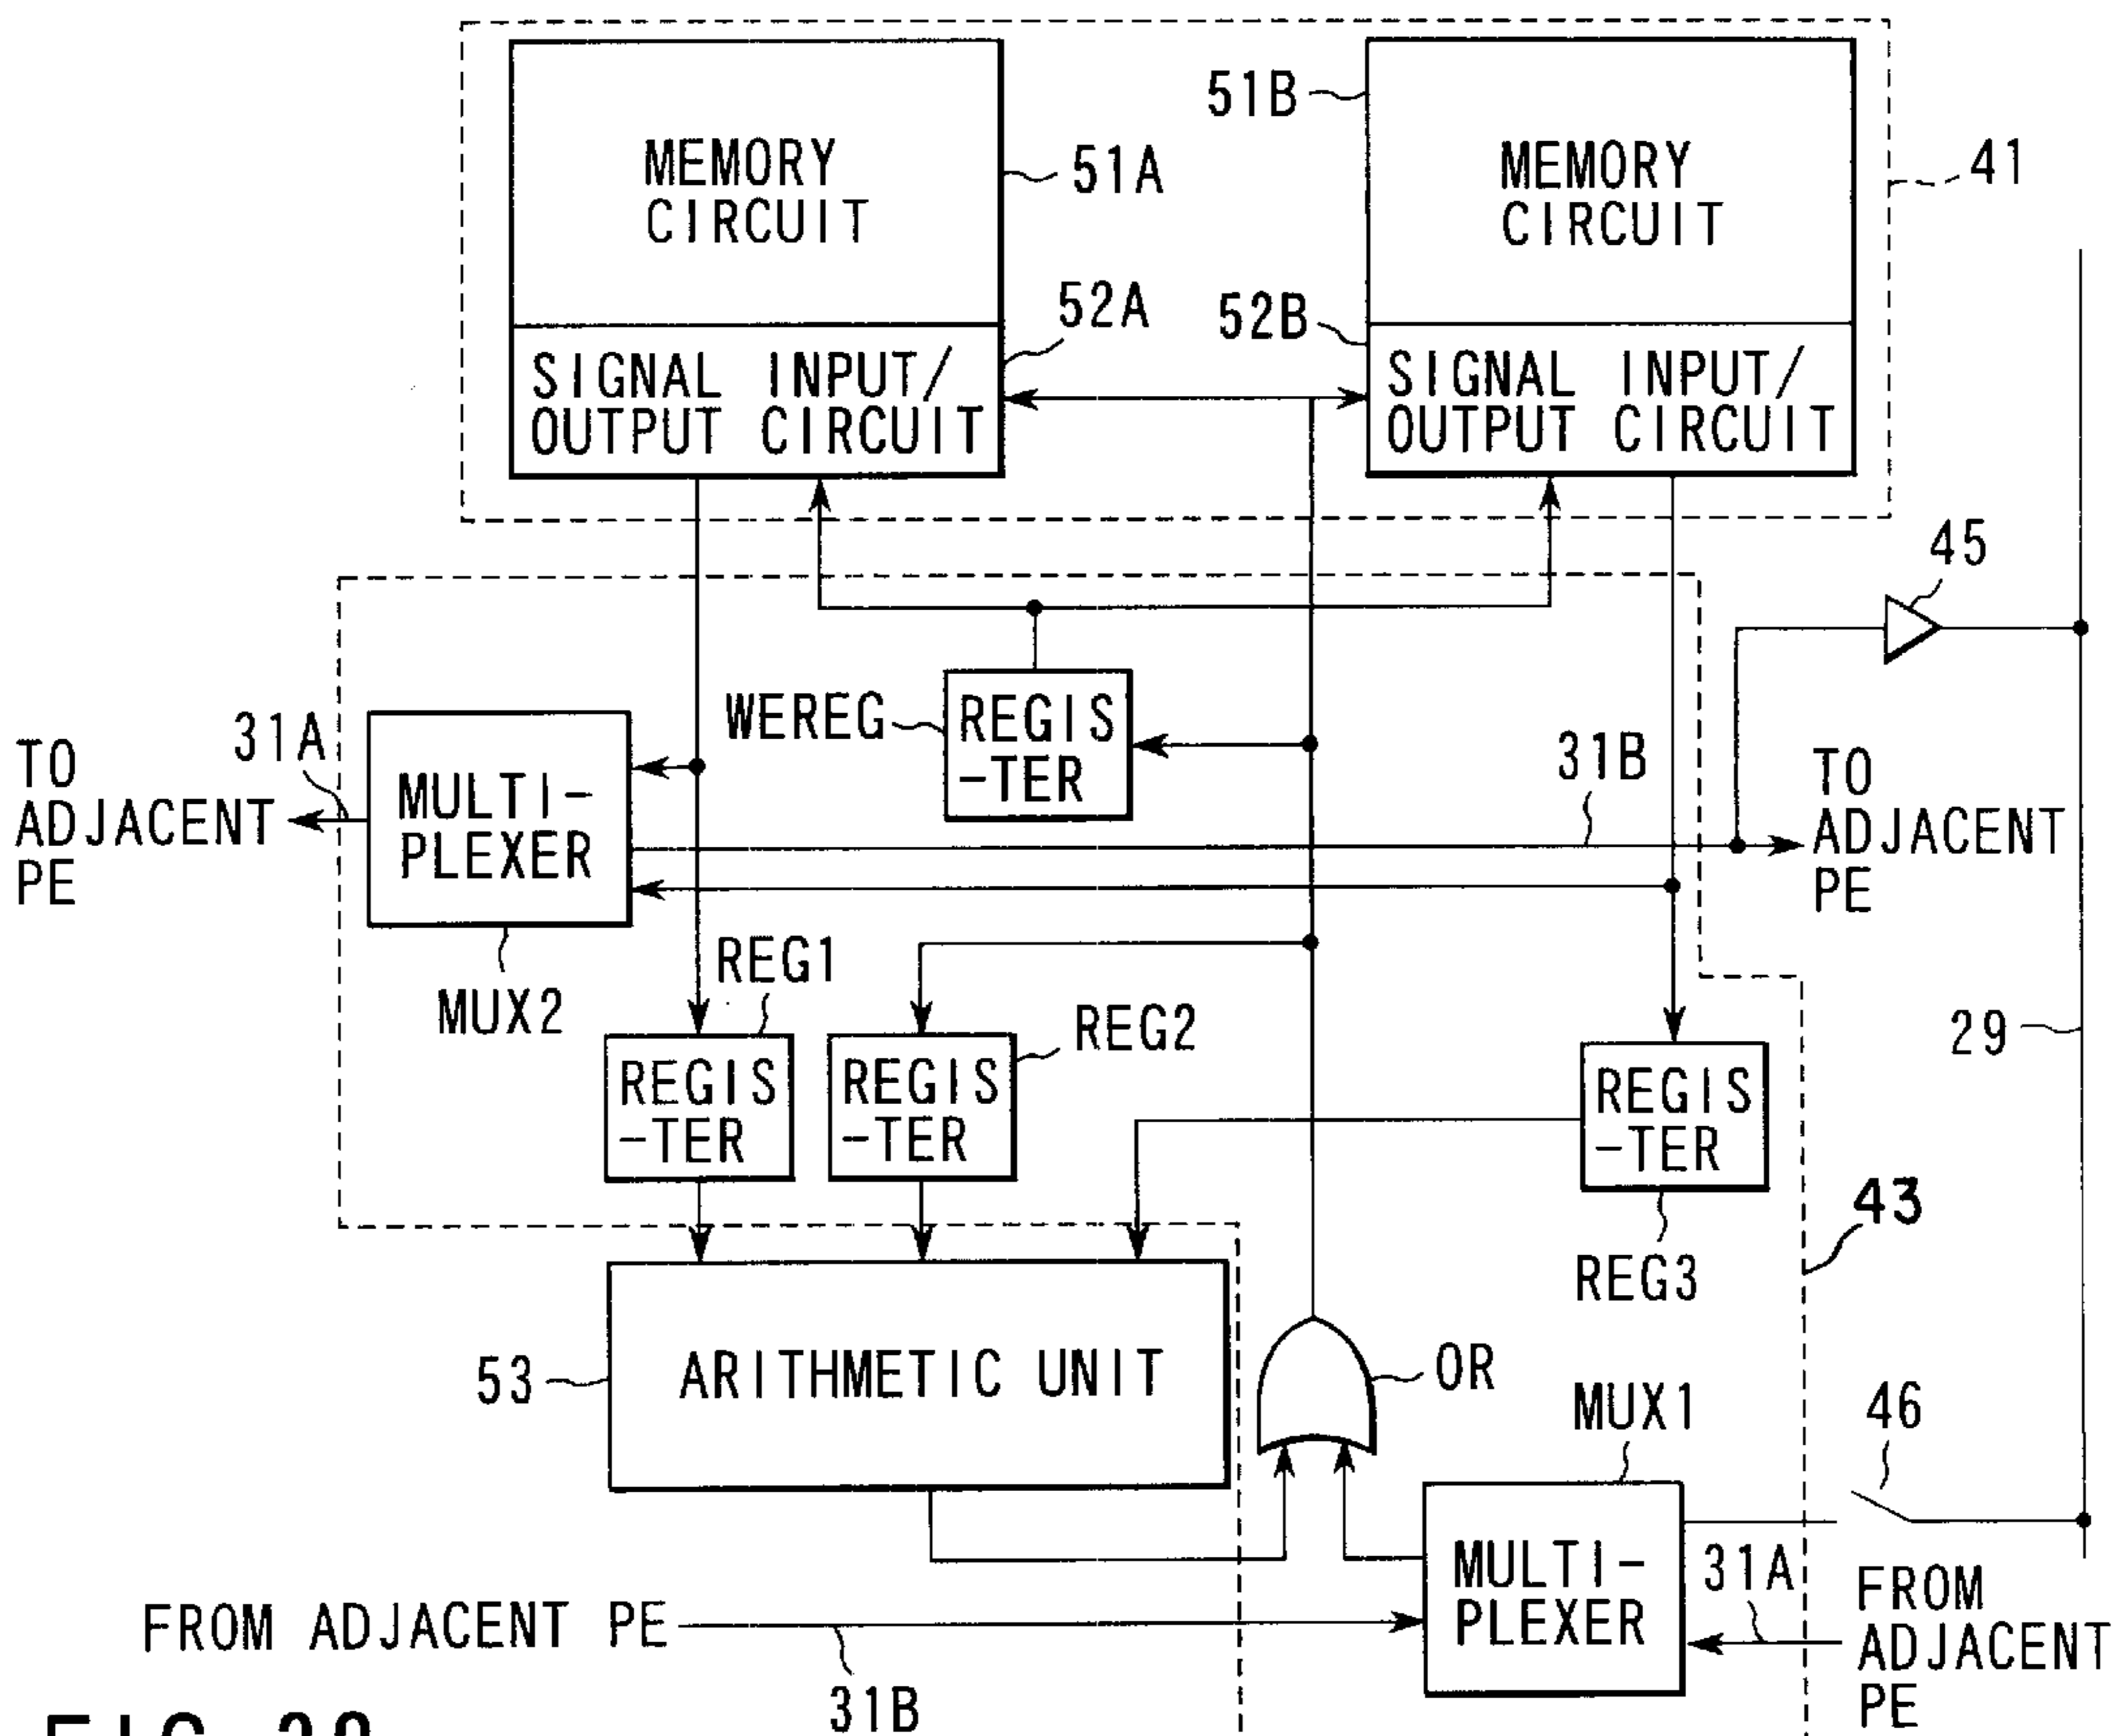 MEMORY
CIRCUIT
51A
51B
MEMORY
CIRCUIT
41
52A
52B
SIGNAL INPUT/
OUTPUT CIRCUIT
SIGNAL INPUT/
OUTPUT CIRCUIT
45
WEREG
REGIS
-TER
31A
TO
ADJACENT
PE
MULTI-
PLEXER
31B
TO
ADJACENT
PE
MUX2
REG1
REG2
29
REGIS
-TER
REGIS
-TER
REGIS
-TER
43
REG3
53
ARITHMETIC UNIT
OR
MUX1
46
MULTI-
PLEXER
31A
FROM
ADJACENT
PE
FROM ADJACENT PE
31B